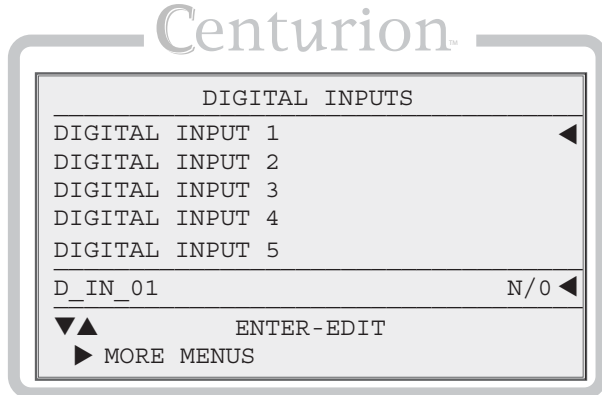 Centurion™
DIGITAL INPUTS
DIGITAL INPUT 1 ◀
DIGITAL INPUT 2
DIGITAL INPUT 3
DIGITAL INPUT 4
DIGITAL INPUT 5
D_IN_01 N/O ◀
▼▲ ENTER-EDIT
▶ MORE MENUS